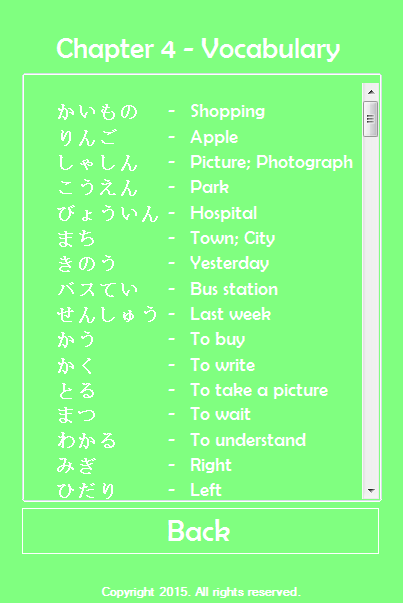 Chapter 4 - Vocabulary
かいもの - Shopping
りんご - Apple
しゃしん - Picture; Photograph
こうえん - Park
びょういん - Hospital
まち - Town; City
きのう - Yesterday
バスてい - Bus station
せんしゅう - Last week
かう - To buy
かく - To write
とる - To take a picture
まつ - To wait
わかる - To understand
みぎ - Right
ひだり - Left
Back
Copyright 2015. All rights reserved.